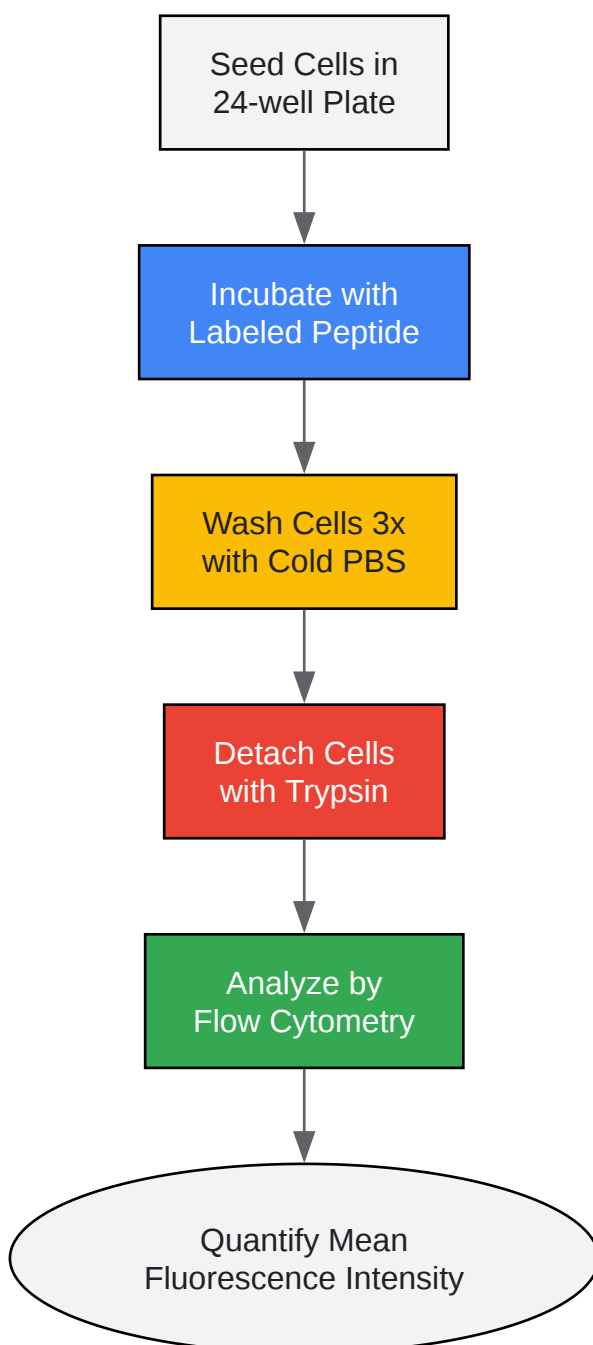 Seed Cells in
24-well Plate
Incubate with
Labeled Peptide
Wash Cells 3x
with Cold PBS
Detach Cells
with Trypsin
Analyze by
Flow Cytometry
Quantify Mean
Fluorescence Intensity